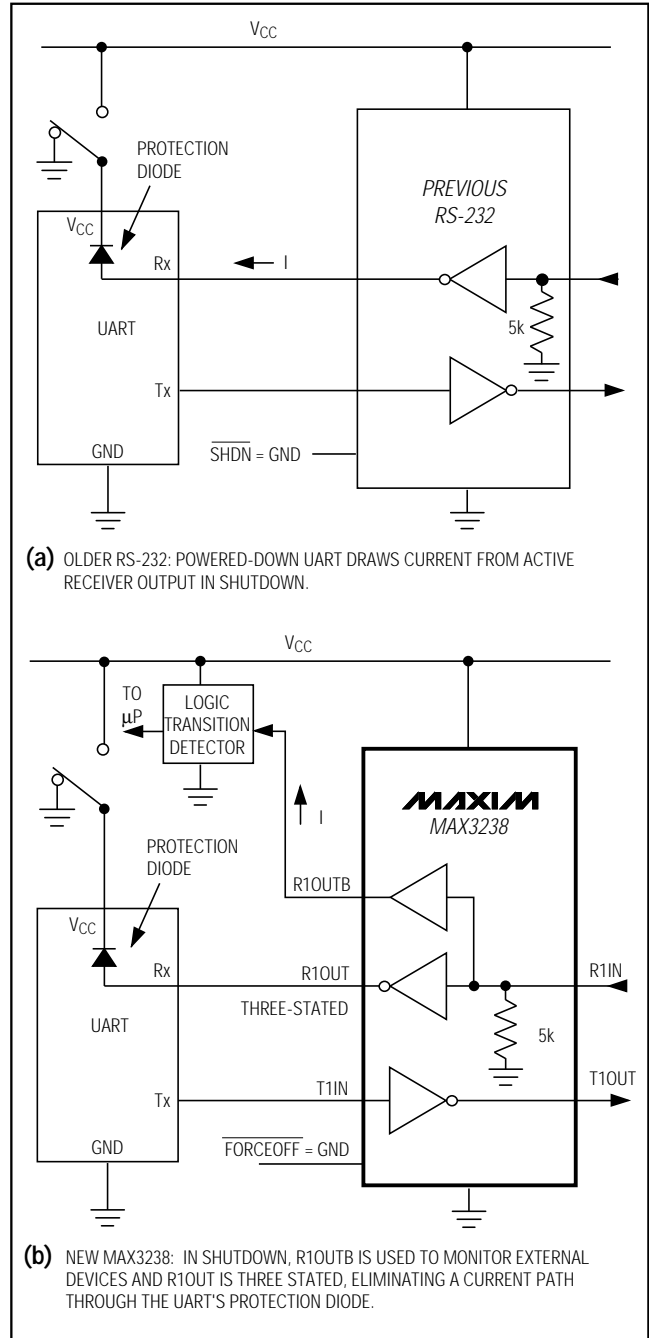 VCC
PROTECTION
DIODE
PREVIOUS
RS-232
VCC
Rx
I
5k
UART
Tx
GND
SHDN = GND
(a) OLDER RS-232: POWERED-DOWN UART DRAWS CURRENT FROM ACTIVE
RECEIVER OUTPUT IN SHUTDOWN.
VCC
TO
μP
LOGIC
TRANSITION
DETECTOR
MAXIM
MAX3238
I
PROTECTION
DIODE
R1OUTB
VCC
Rx
R1OUT
R1IN
THREE-STATED
UART
5k
Tx
T1IN
T1OUT
GND
FORCEOFF = GND
(b) NEW MAX3238: IN SHUTDOWN, R1OUTB IS USED TO MONITOR EXTERNAL
DEVICES AND R1OUT IS THREE STATED, ELIMINATING A CURRENT PATH
THROUGH THE UART'S PROTECTION DIODE.